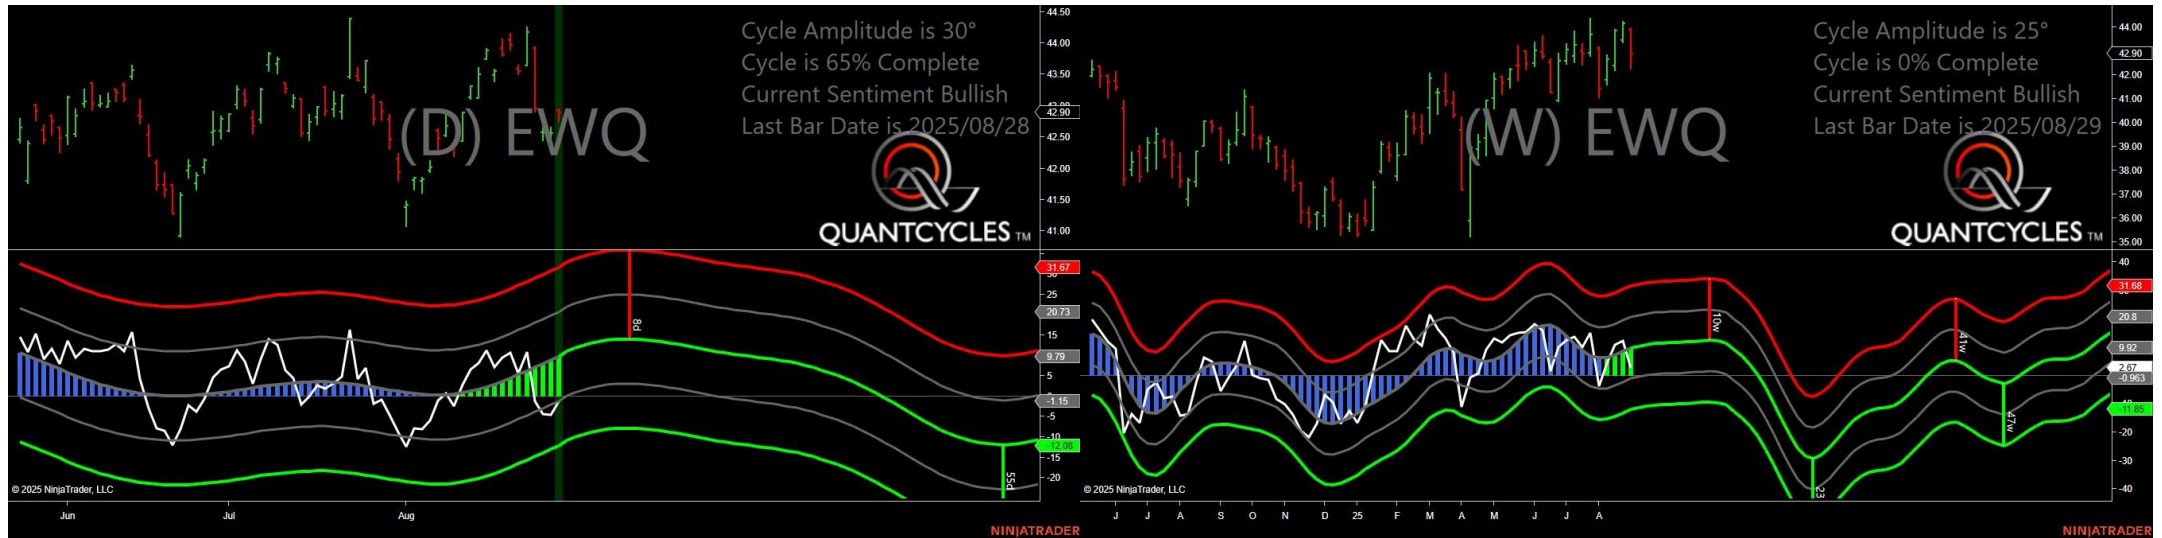 Cycle Amplitude is 30°
Cycle is 65% Complete
Current Sentiment Bullish
Last Bar Date is 2025/08/28
(D) EWQ
QUANTCYCLES TM
44.50
44.00
43.50
42.90
42.50
42.00
41.50
41.00
31.67
25
20.73
15
9.79
5
-1.15
-5
-12.08
-15
-20
8d
55d
© 2025 NinjaTrader, LLC
Jun
Jul
Aug
NINJATRADER
Cycle Amplitude is 25°
Cycle is 0% Complete
Current Sentiment Bullish
Last Bar Date is 2025/08/29
(W) EWQ
QUANTCYCLES TM
44.00
42.90
42.00
41.00
40.00
39.00
38.00
37.00
36.00
35.00
40
31.68
20.8
9.92
2.67
-0.963
-11.85
-20
-30
-40
10w
23
41w
47w
© 2025 NinjaTrader, LLC
J
J
A
S
O
N
D
25
F
M
A
M
J
J
A
NINJATRADER